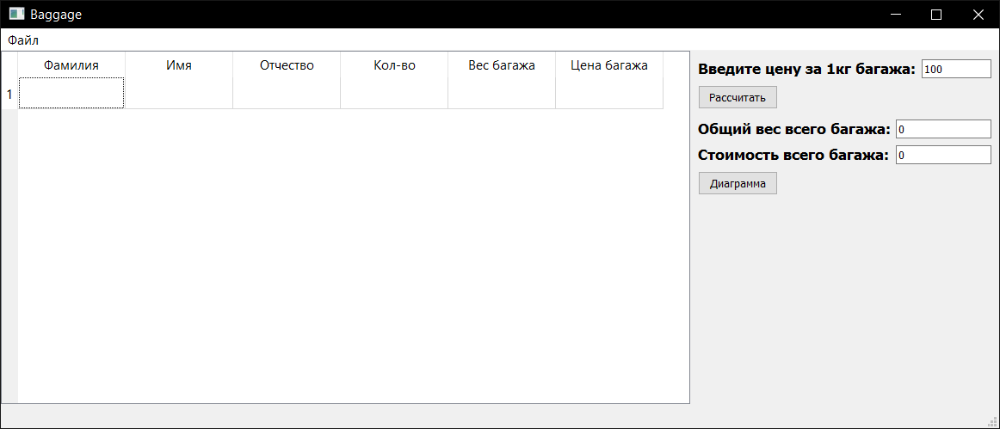 Baggage
Файл
Фамилия Имя Отчество Кол-во Вес багажа Цена багажа
1
Введите цену за 1кг багажа: 100
Рассчитать
Общий вес всего багажа: 0
Стоимость всего багажа: 0
Диаграмма